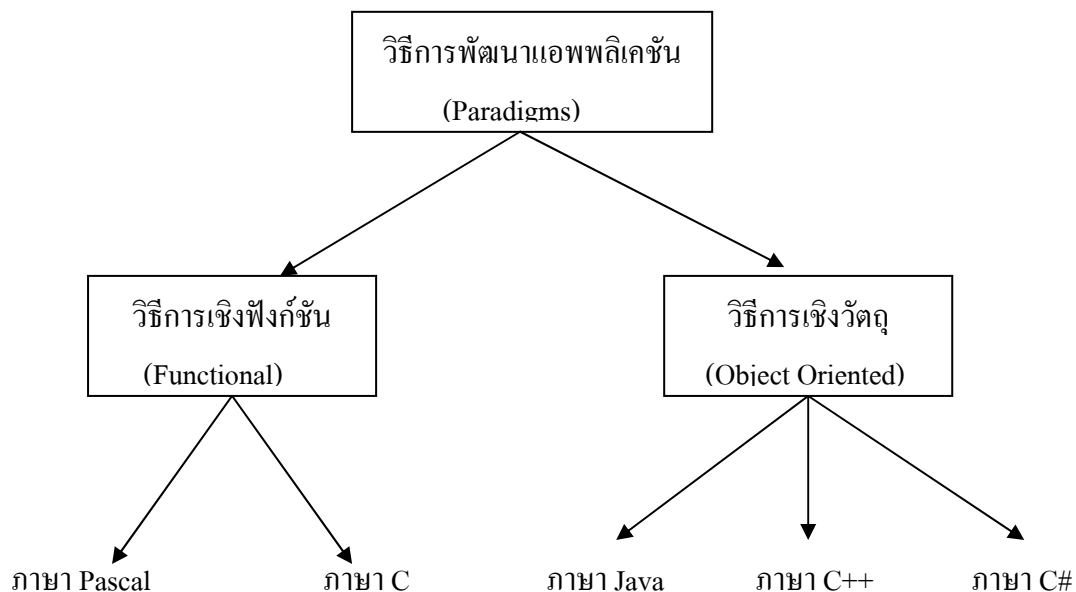 วิธีการพัฒนาแอพพลิเคชัน
(Paradigms)
วิธีการเชิงฟังก์ชัน
(Functional)
วิธีการเชิงวัตถุ
(Object Oriented)
ภาษา Pascal
ภาษา C
ภาษา Java
ภาษา C++
ภาษา C#